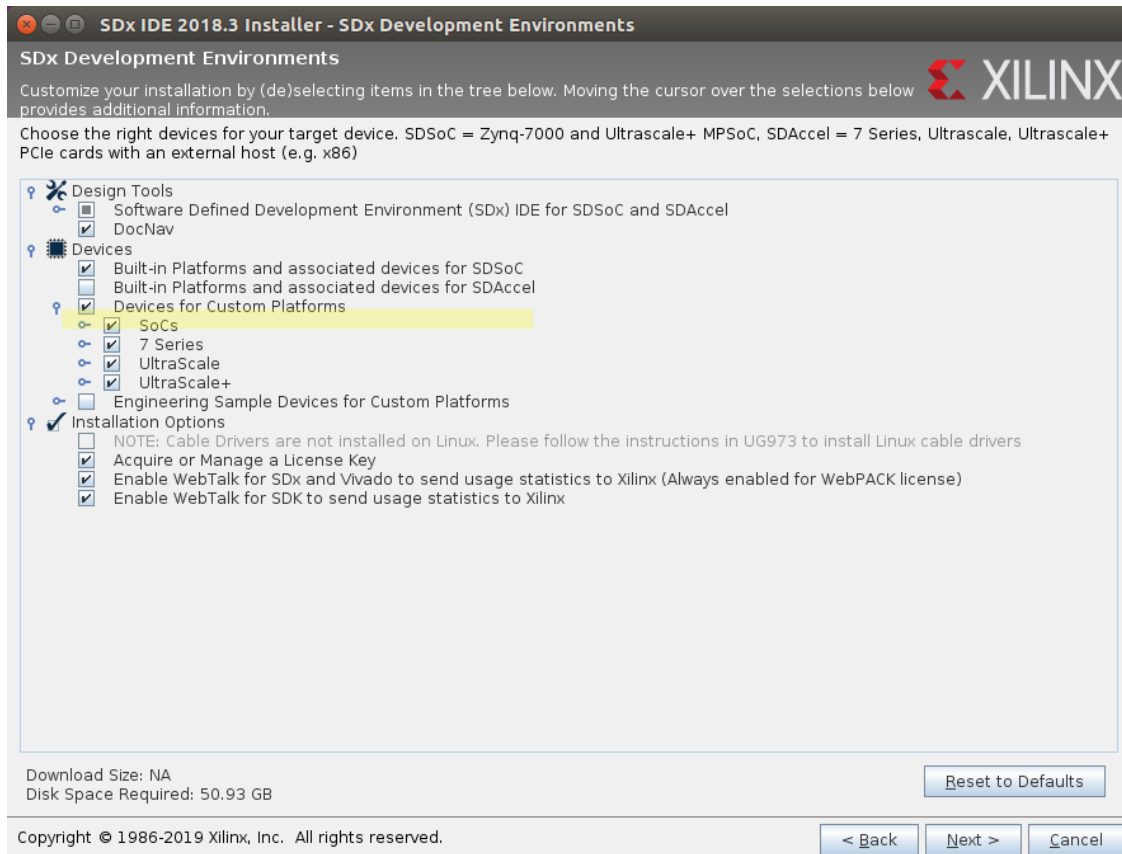 SDx IDE 2018.3 Installer - SDx Development Environments
SDx Development Environments
Customize your installation by (de)selecting items in the tree below. Moving the cursor over the selections below
provides additional information.
XILINX
Choose the right devices for your target device. SDSoC = Zynq-7000 and Ultrascale+ MPSoC, SDAccel = 7 Series, Ultrascale, Ultrascale+
PCIe cards with an external host (e.g. x86)
Design Tools
Software Defined Development Environment (SDx) IDE for SDSoC and SDAccel
DocNav
Devices
Built-in Platforms and associated devices for SDSoC
Built-in Platforms and associated devices for SDAccel
Devices for Custom Platforms
SoCs
7 Series
UltraScale
UltraScale+
Engineering Sample Devices for Custom Platforms
Installation Options
NOTE: Cable Drivers are not installed on Linux. Please follow the instructions in UG973 to install Linux cable drivers
Acquire or Manage a License Key
Enable WebTalk for SDx and Vivado to send usage statistics to Xilinx (Always enabled for WebPACK license)
Enable WebTalk for SDK to send usage statistics to Xilinx
Download Size: NA
Disk Space Required: 50.93 GB
Reset to Defaults
Copyright © 1986-2019 Xilinx, Inc. All rights reserved.
< Back
Next >
Cancel